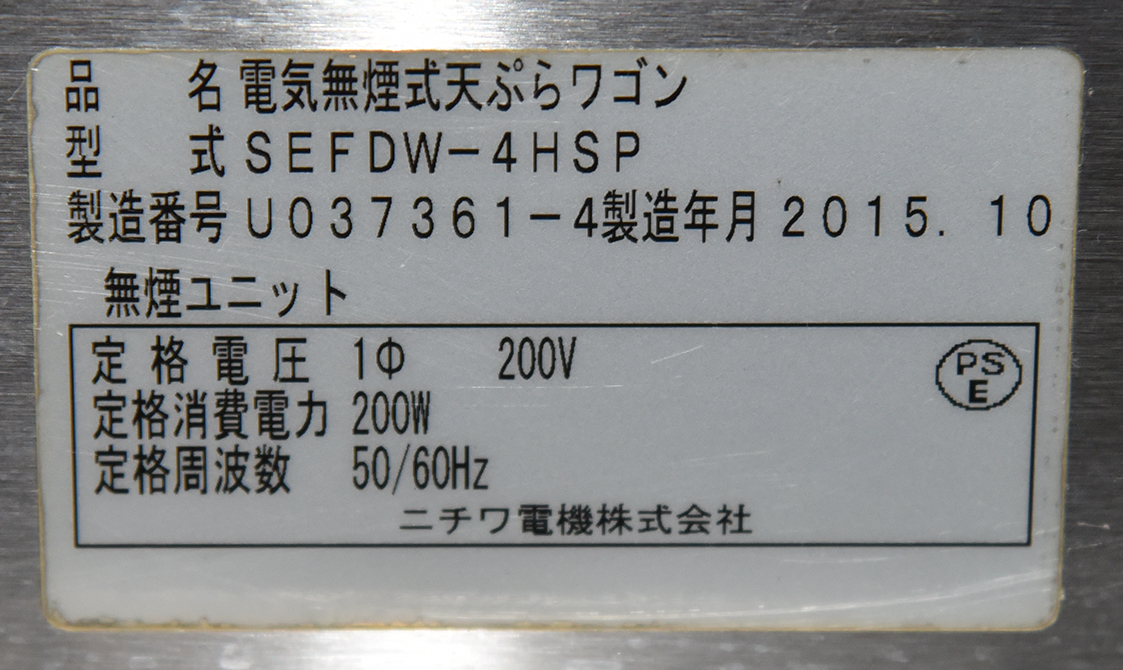 品　　名 電気無煙式天ぷらワゴン
型　　式 SEFDW-4HSP
製造番号 U037361-4製造年月 2015. 10
無煙ユニット
定格電圧 1Φ 200V
PS
E
定格消費電力 200W
定格周波数 50/60Hz
ニチワ電機株式会社